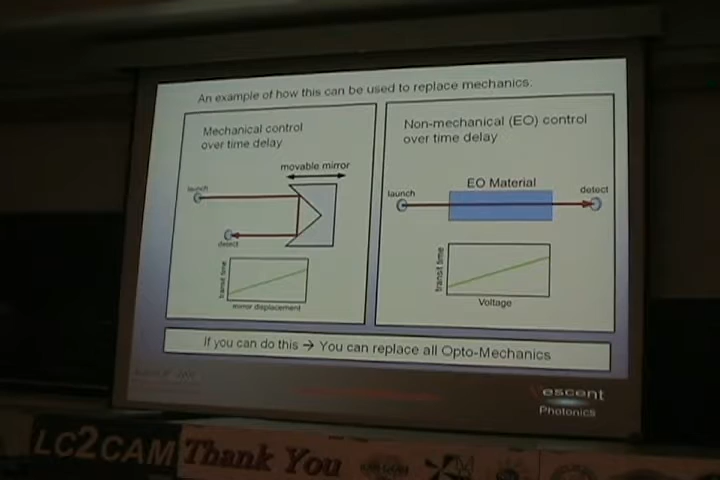 An example of how this can be used to replace mechanics:
Mechanical control
over time delay
movable mirror
launch
detect
transit time
mirror displacement
Non-mechanical (EO) control
over time delay
EO Material
launch
detect
transit time
Voltage
If you can do this → You can replace all Opto-Mechanics
Vescent
Photonics
LC2CAM
Thank You